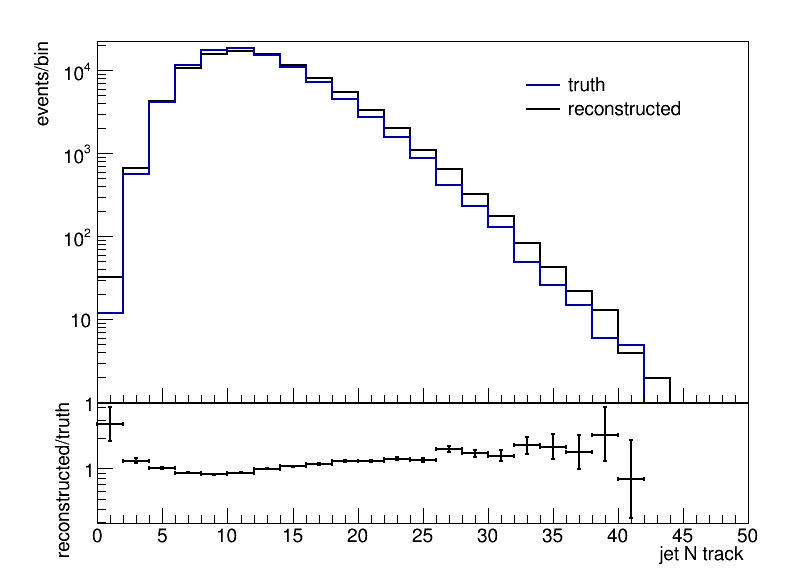 events/bin
10⁴
10³
10²
10
1
truth
reconstructed
reconstructed/truth
1
0 5 10 15 20 25 30 35 40 45 50
jet N track